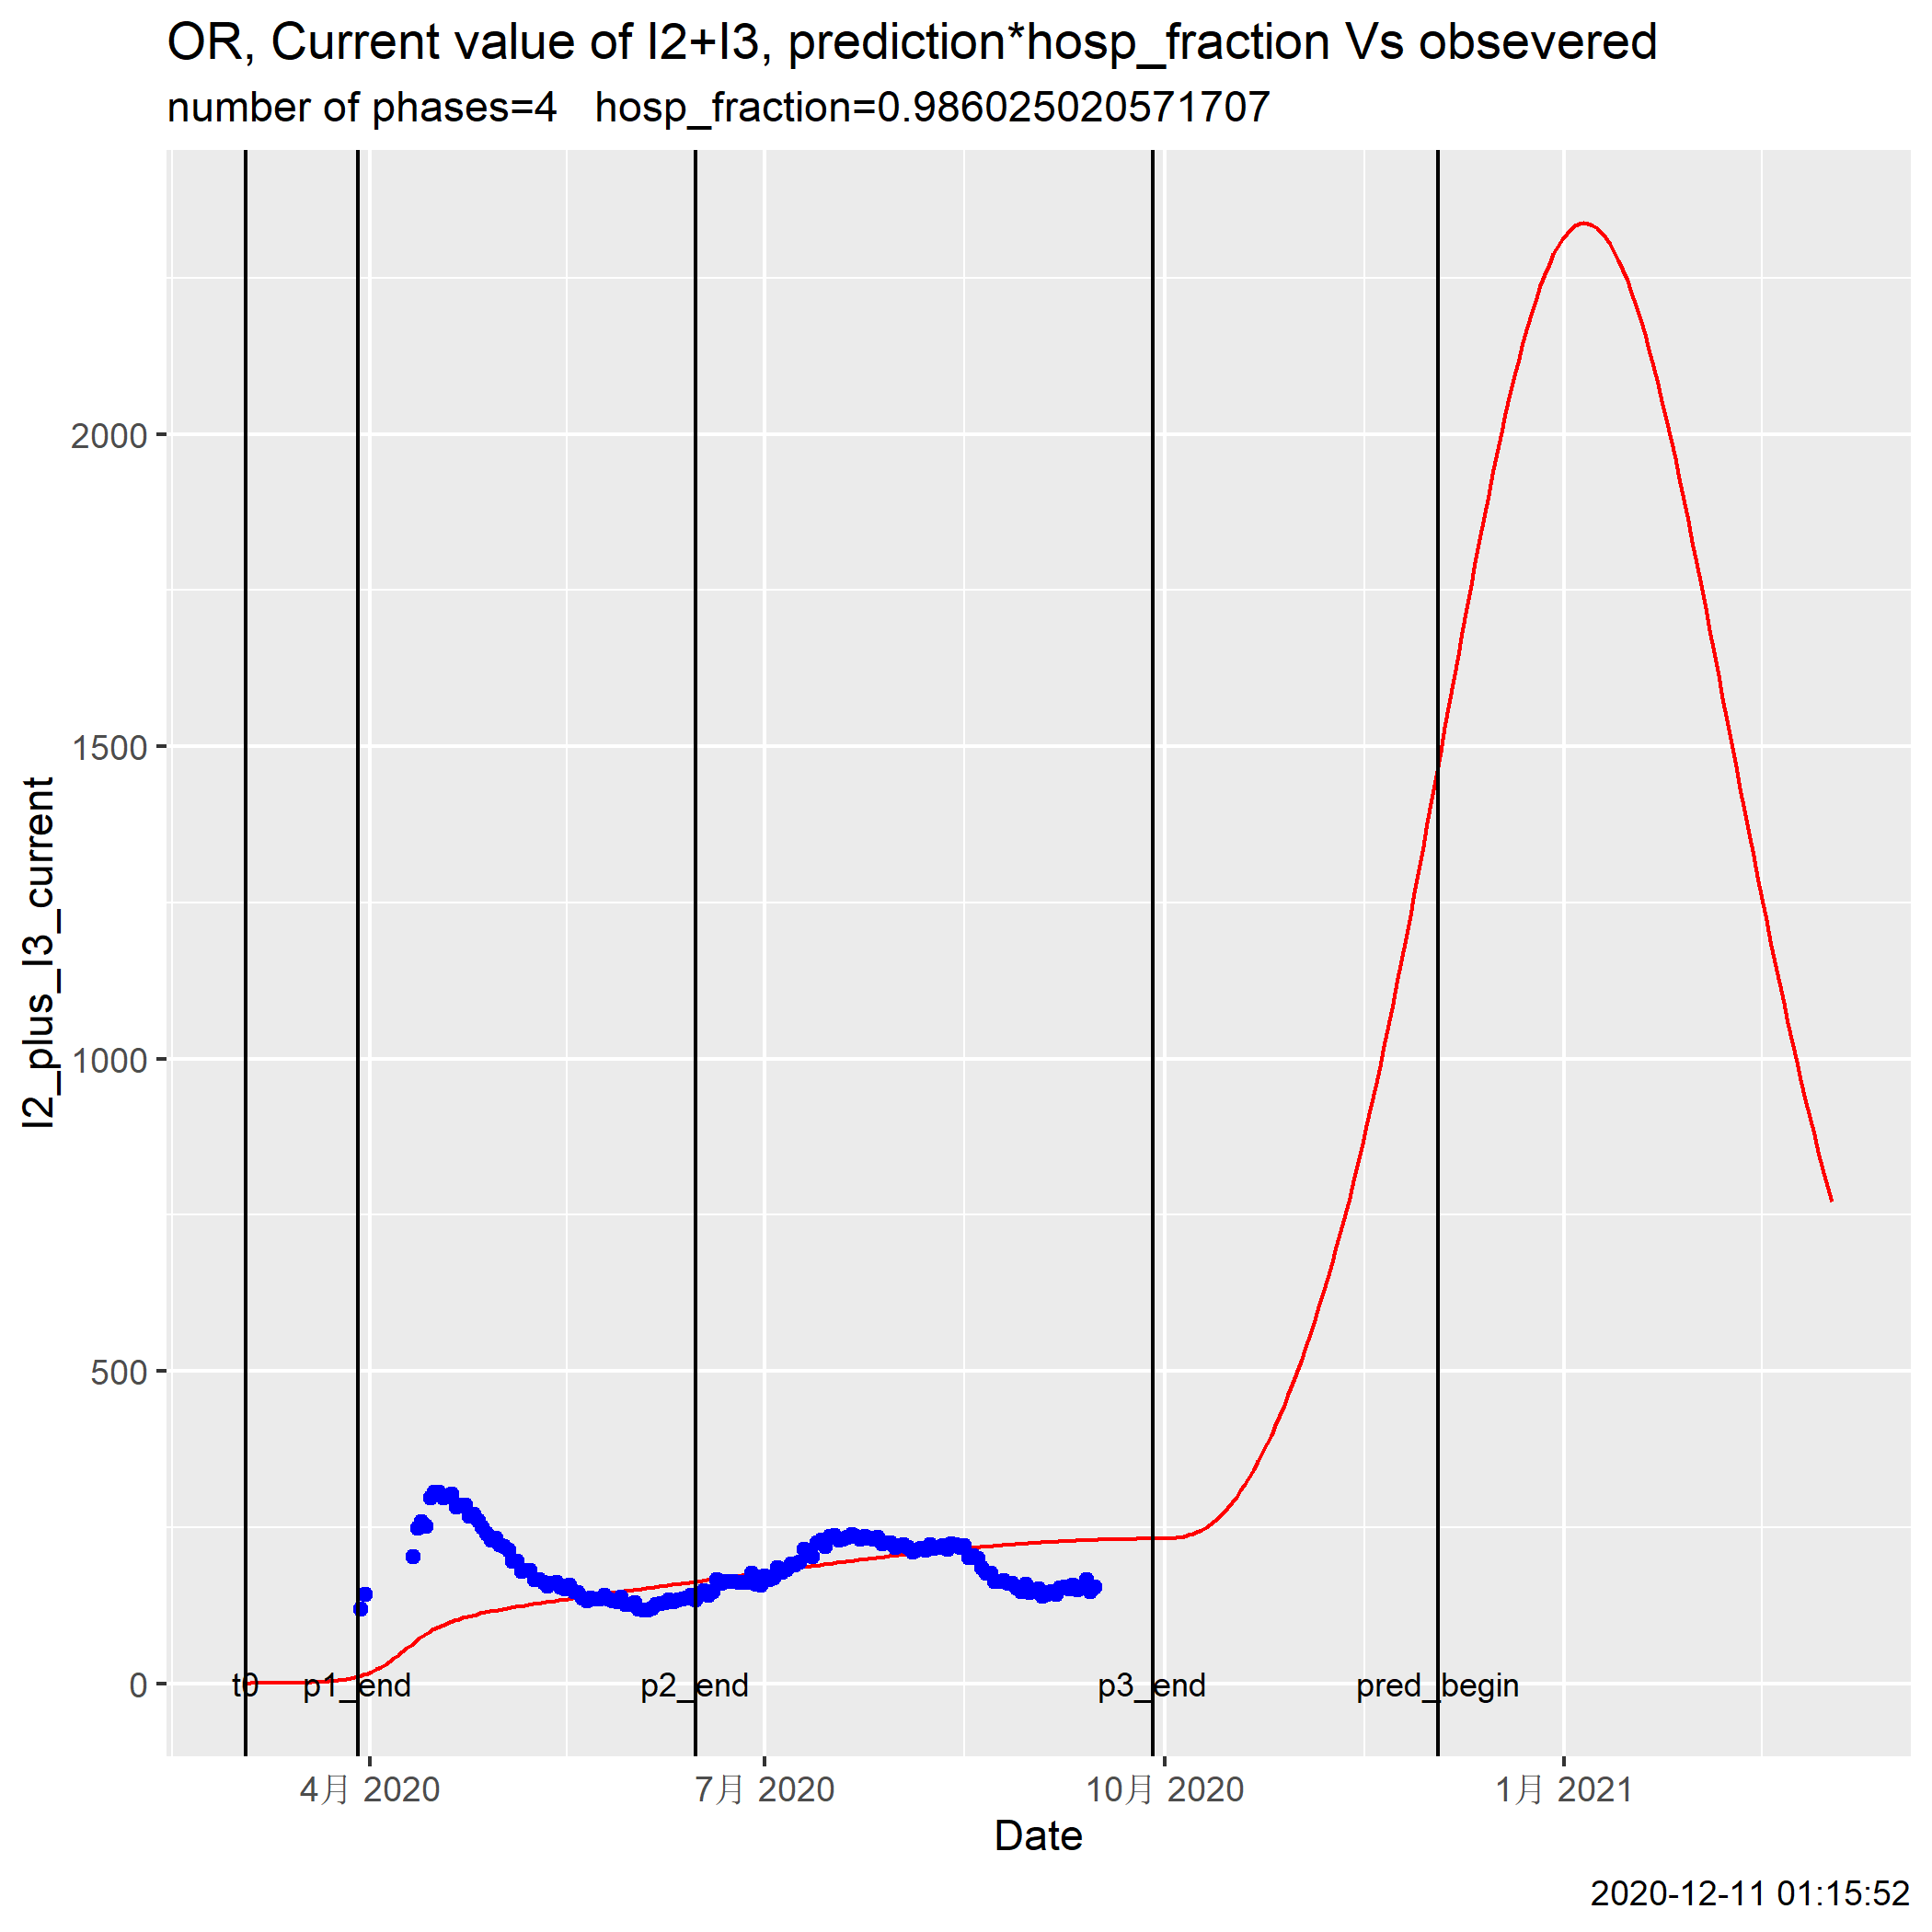 OR, Current value of I2+I3, prediction*hosp_fraction Vs obsevered
number of phases=4   hosp_fraction=0.986025020571707
I2_plus_I3_current
2000
1500
1000
500
0
t0
p1_end
p2_end
p3_end
pred_begin
4月 2020
7月 2020
10月 2020
1月 2021
Date
2020-12-11 01:15:52